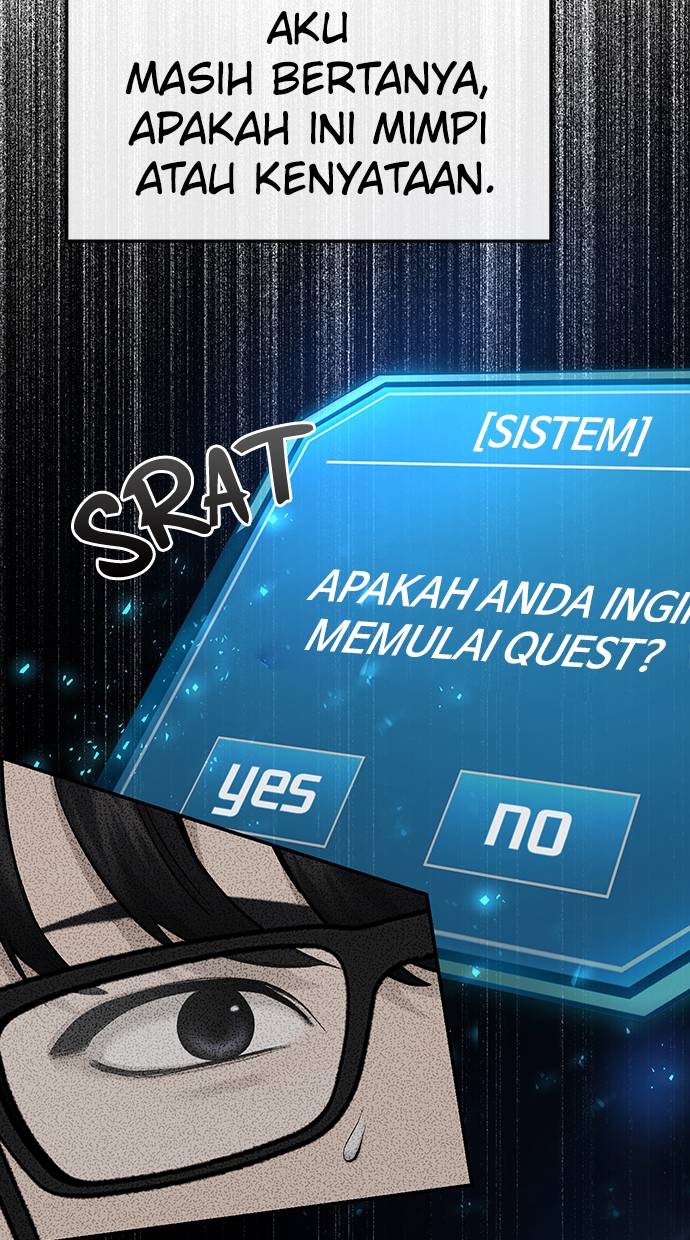 AKU
MASIH BERTANYA,
APAKAH INI MIMPI
ATAU KENYATAAN.
[SISTEM]
SRAT
APAKAH ANDA INGI
MEMULAI QUEST?
yes
no